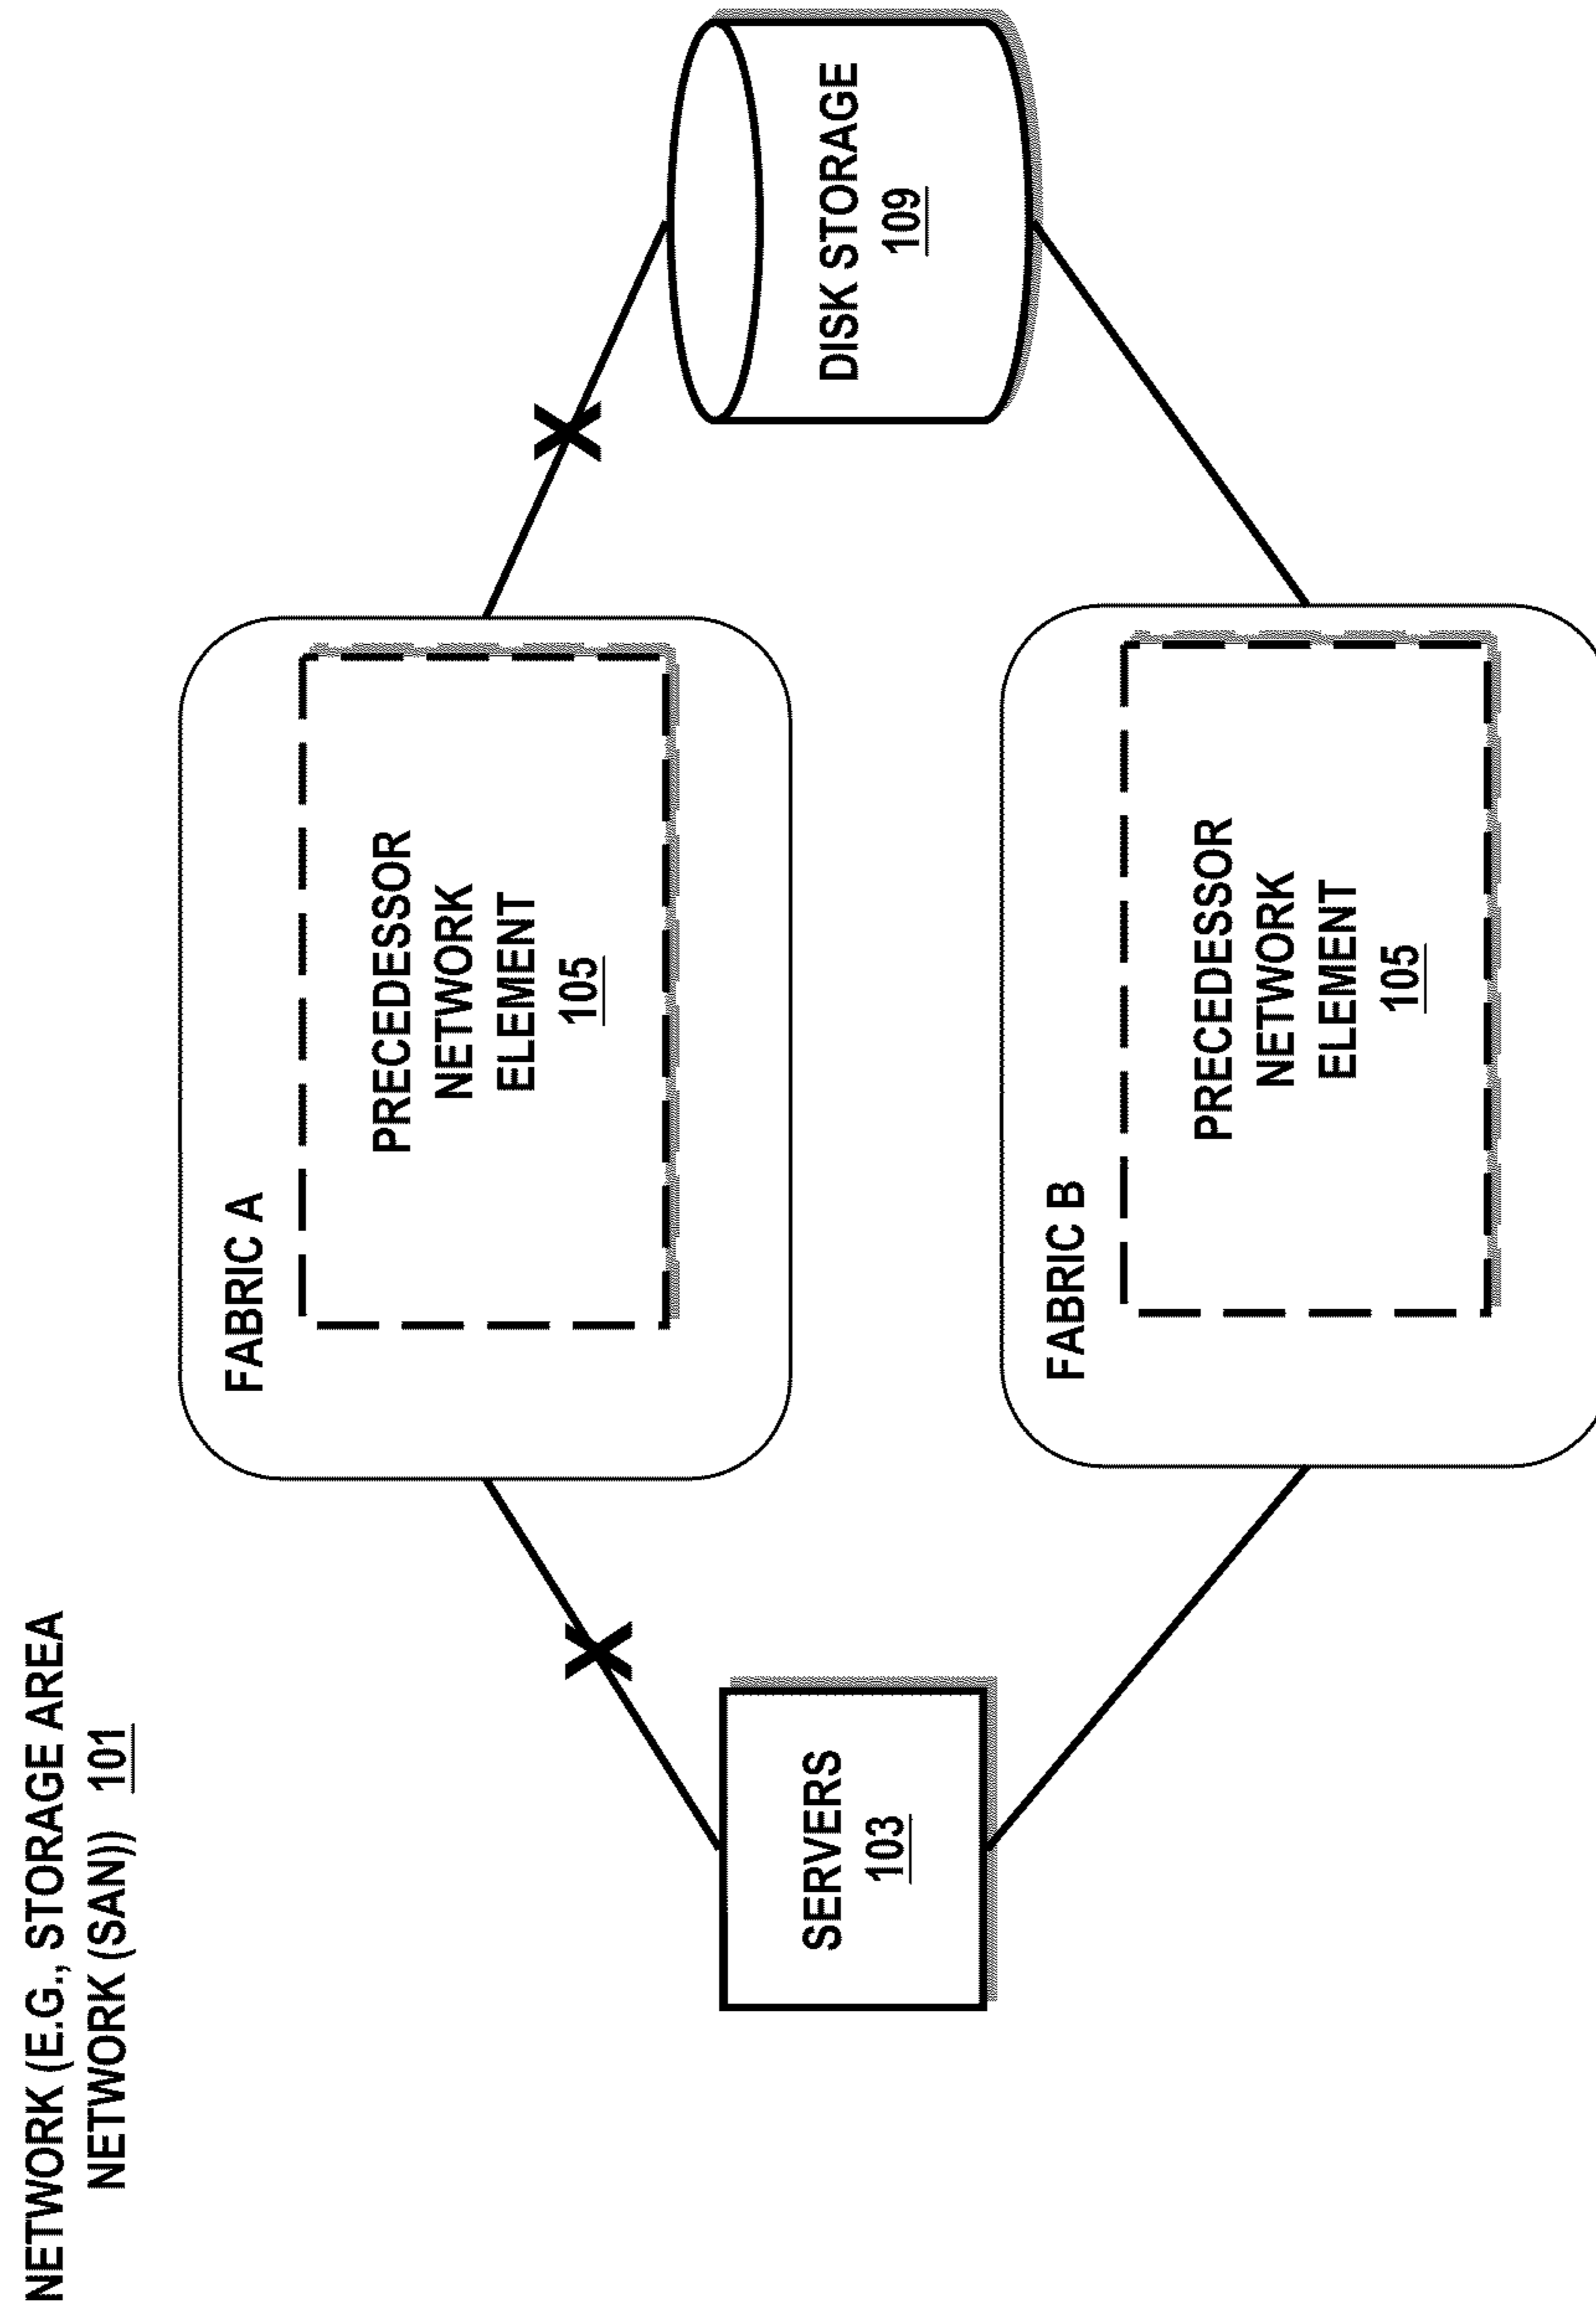 NETWORK (E.G., STORAGE AREA
NETWORK (SAN)) 101
FABRIC A
PRECEDESSOR
NETWORK
ELEMENT
105
SERVERS
103
DISK STORAGE
109
FABRIC B
PRECEDESSOR
NETWORK
ELEMENT
105